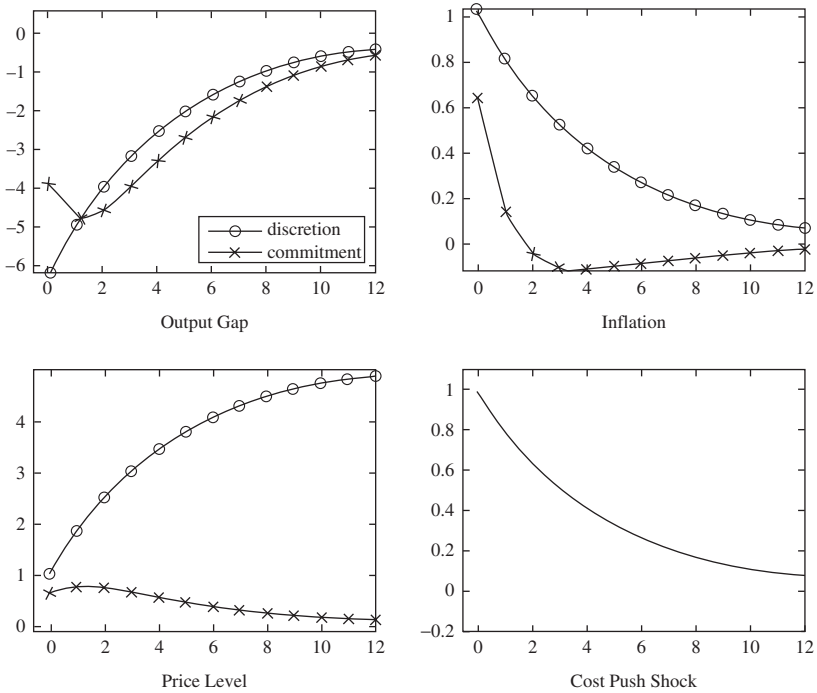 0
−1
−2
−3
−4
−5
−6
discretion
commitment
0 2 4 6 8 10 12
Output Gap
1
0.8
0.6
0.4
0.2
0
0 2 4 6 8 10 12
Inflation
4
3
2
1
0
0 2 4 6 8 10 12
Price Level
1
0.8
0.6
0.4
0.2
0
−0.2
0 2 4 6 8 10 12
Cost Push Shock